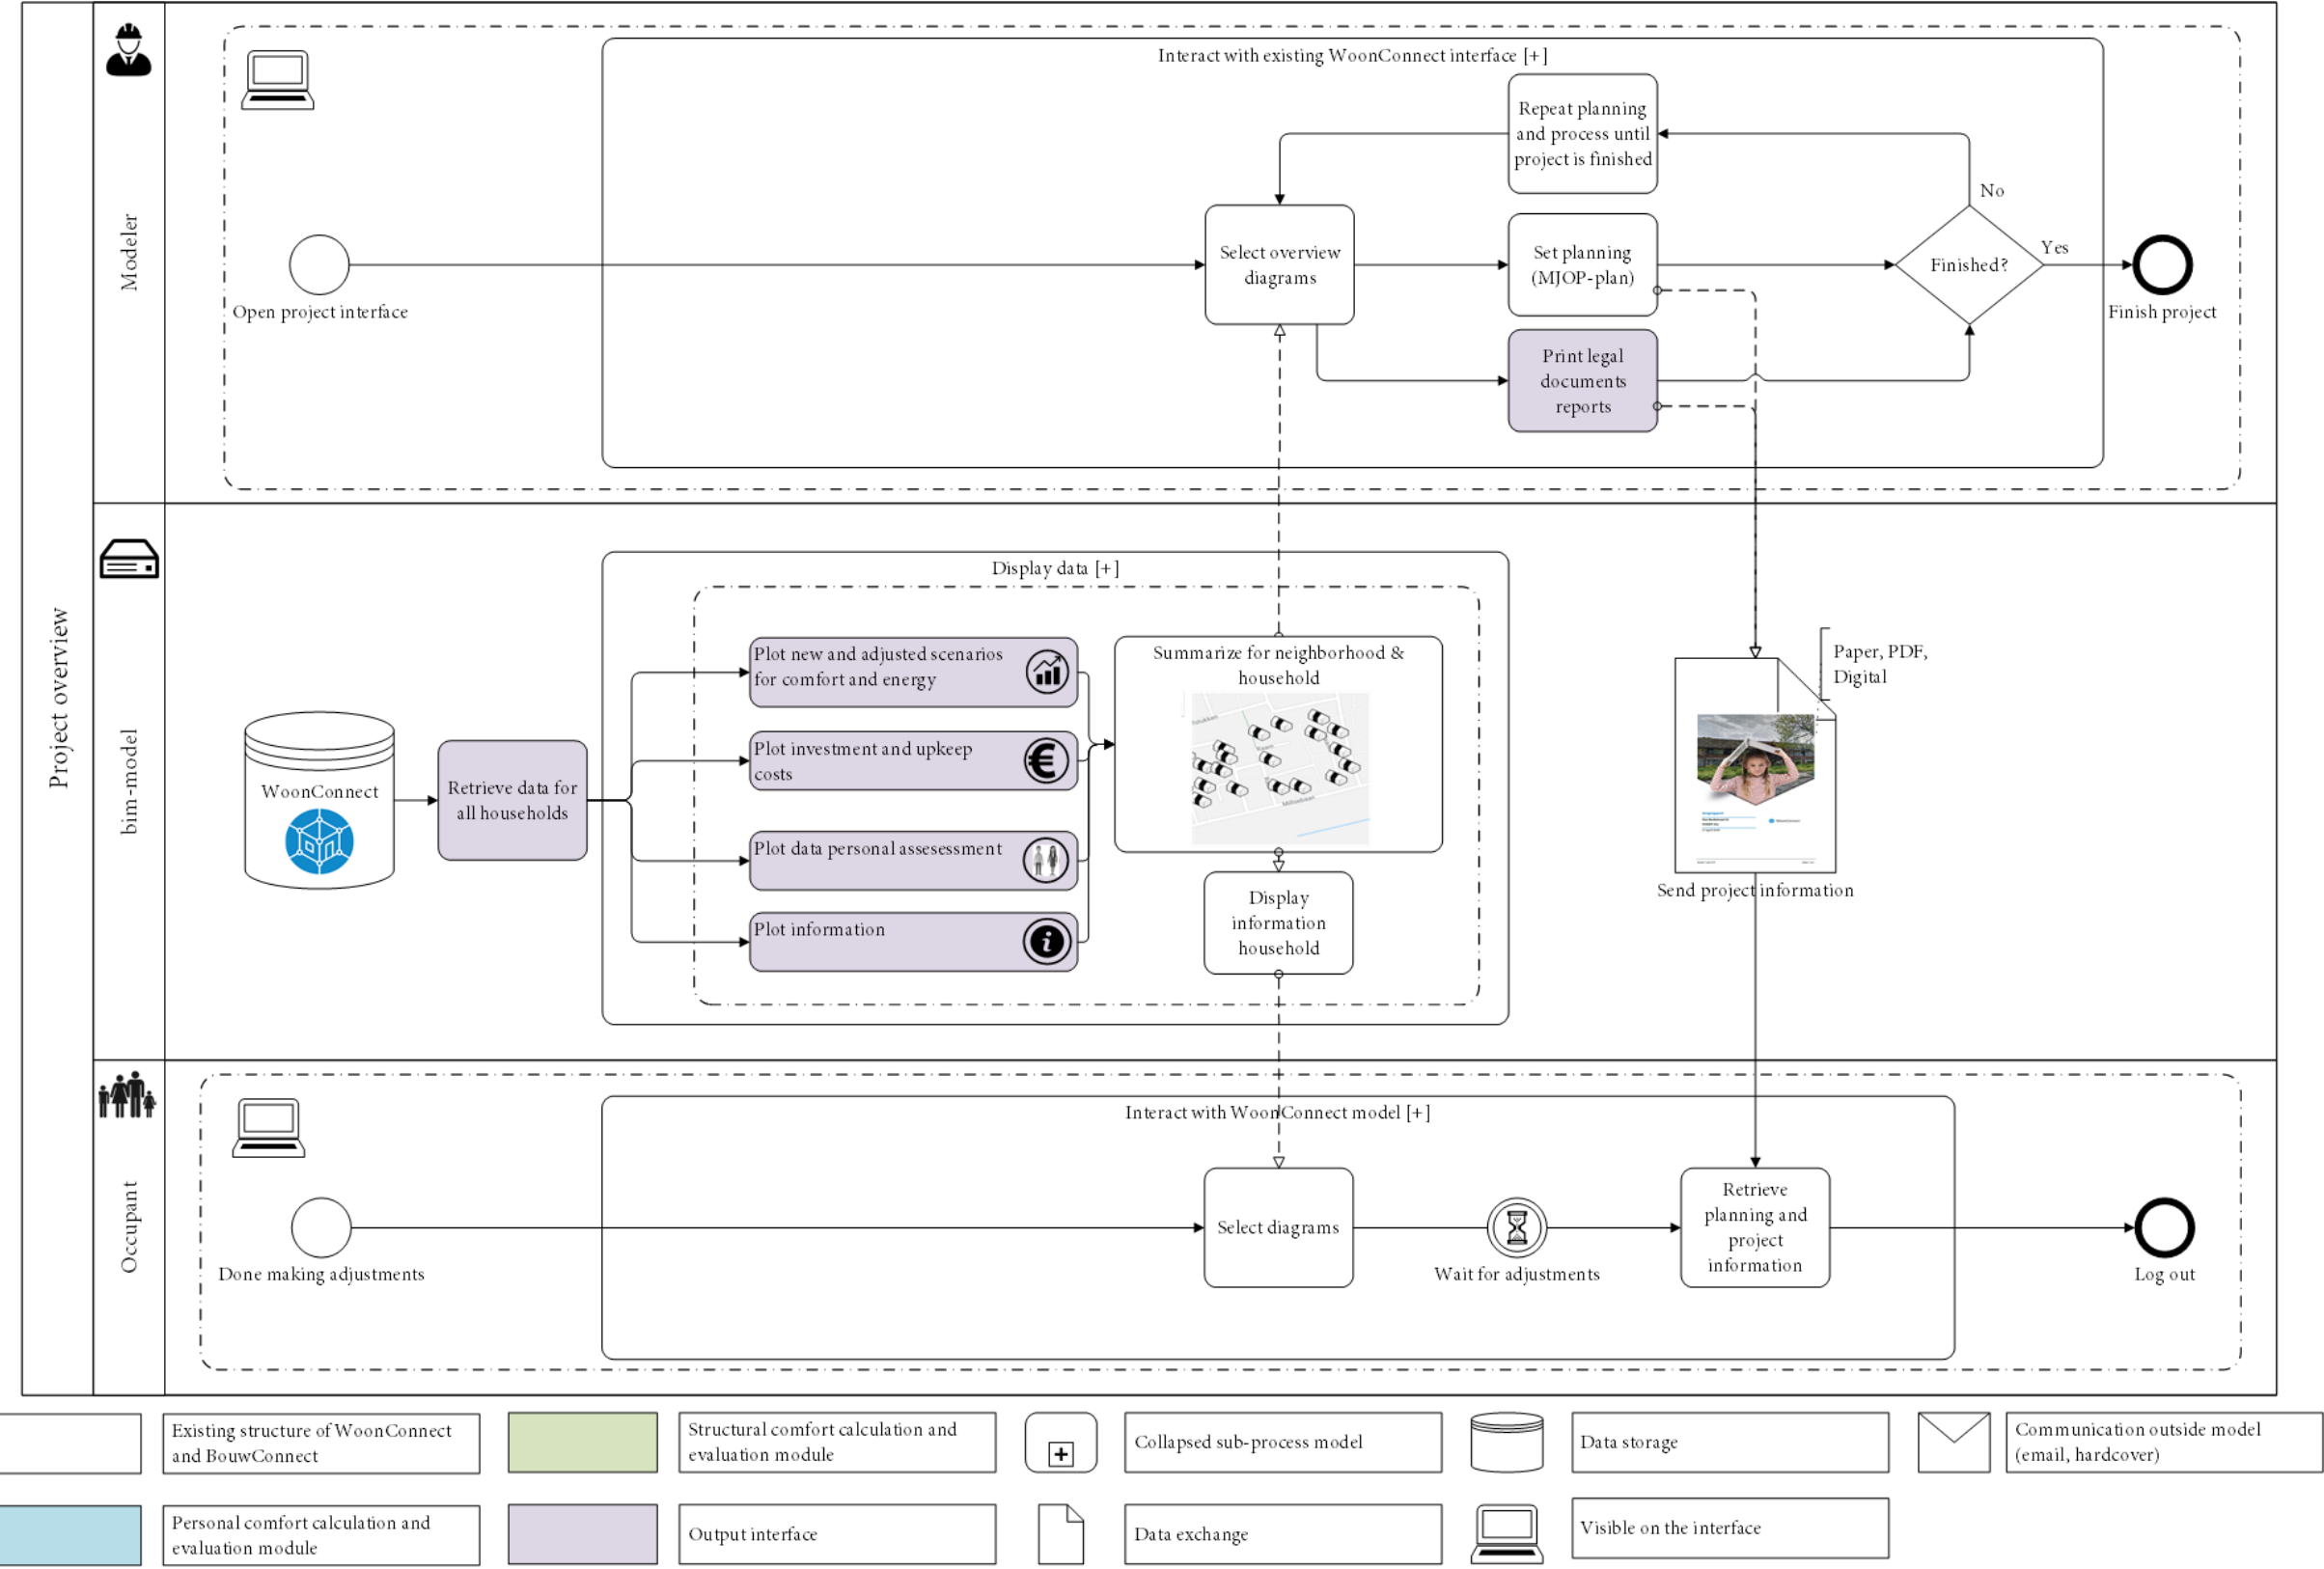 Project overview
Modeler
Interact with existing WoonConnect interface [+]
Repeat planning
and process until
project is finished
No
Select overview
diagrams
Set planning
(MJOP-plan)
Finished?
Yes
Open project interface
Finish project
Print legal
documents
reports
bim-model
Display data [+]
Plot new and adjusted scenarios
for comfort and energy
Summarize for neighborhood &
household
Paper, PDF,
Digital
Plot investment and upkeep
costs
WoonConnect
Retrieve data for
all households
Plot data personal assesessment
Send project information
Display
information
household
Plot information
Occupant
Interact with WoonConnect model [+]
Select diagrams
Retrieve
planning and
project
information
Done making adjustments
Wait for adjustments
Log out
Existing structure of WoonConnect
and BouwConnect
Structural comfort calculation and
evaluation module
Collapsed sub-process model
Data storage
Communication outside model
(email, hardcover)
Personal comfort calculation and
evaluation module
Output interface
Data exchange
Visible on the interface